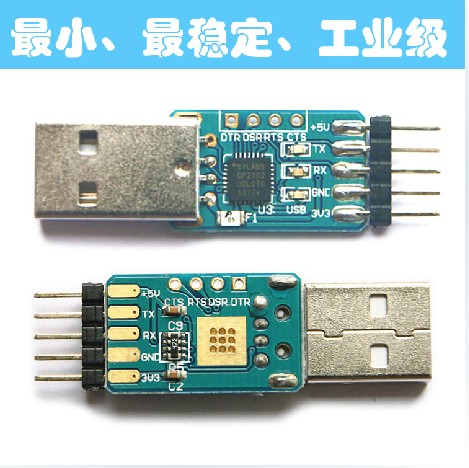 最小、最稳定、工业级
DTR DSR RTS CTS
+5V
TX
RX
GND
3V3
CP2102
U3
USB
F1
+5V
TX
RX
GND
3V3
CTS RTS DSR DTR
C9
C2